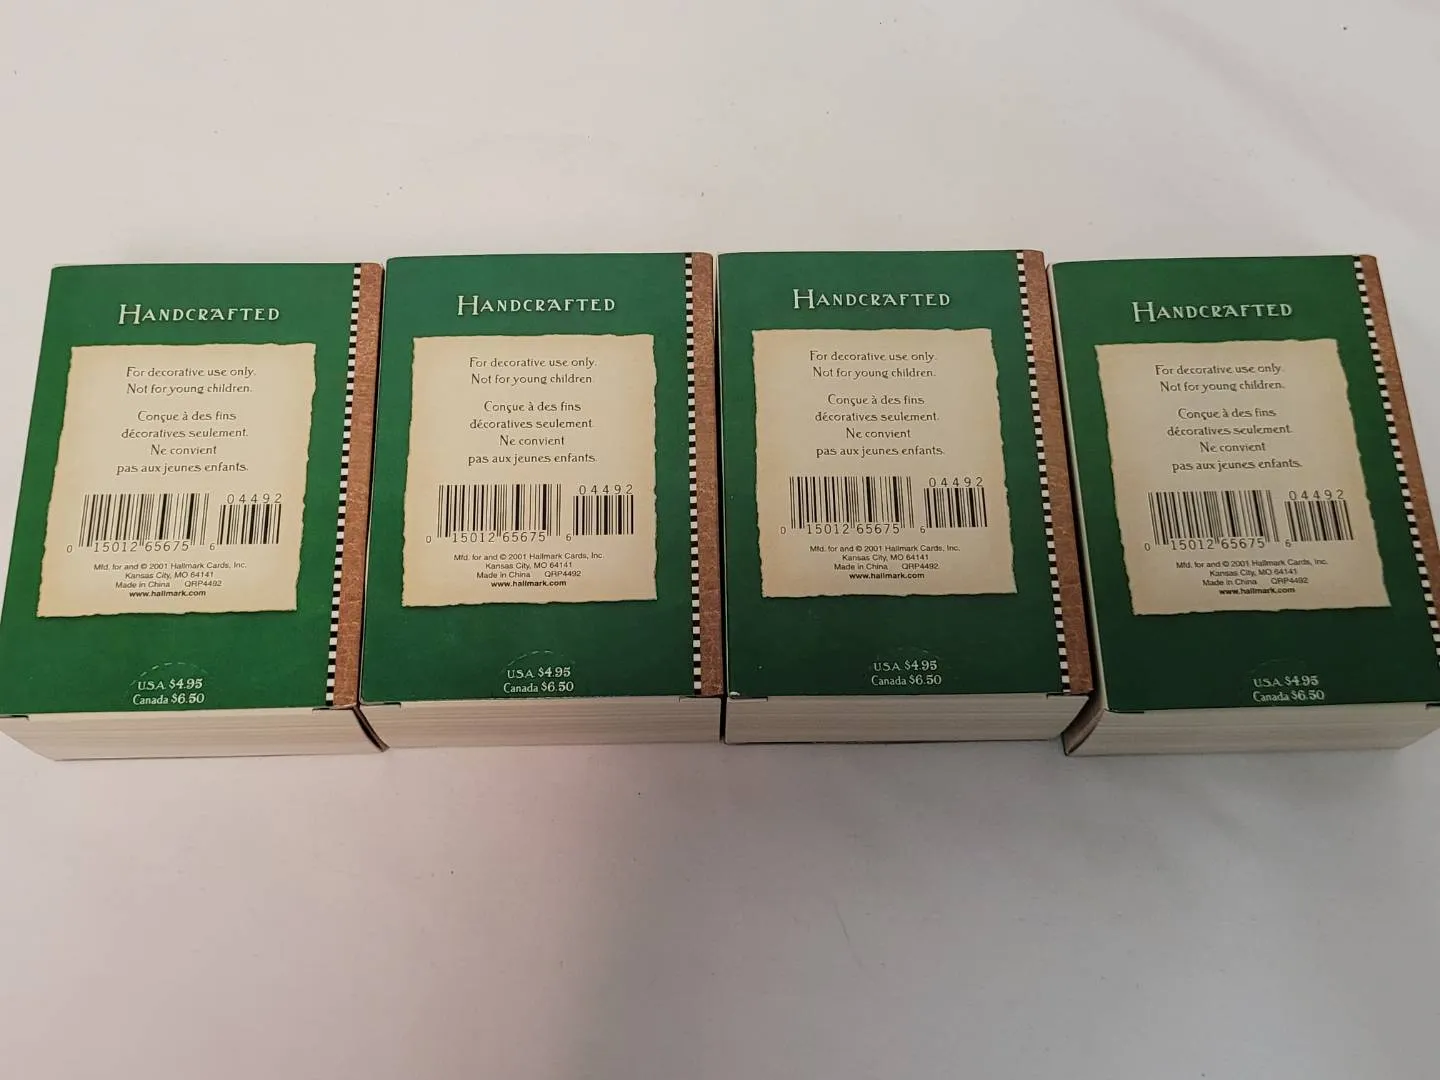 HANDCRAFTED
For decorative use only.
Not for young children.
Conçue à des fins
décoratives seulement.
Ne convient
pas aux jeunes enfants.
04492
0 15012 65675 6
Mfd. for and © 2001 Hallmark Cards, Inc.
Kansas City, MO 64141
Made in China QRP4492
www.hallmark.com
U.S.A. $4.95
Canada $6.50
HANDCRAFTED
For decorative use only.
Not for young children.
Conçue à des fins
décoratives seulement.
Ne convient
pas aux jeunes enfants.
04492
0 15012 65675 6
Mfd. for and © 2001 Hallmark Cards, Inc.
Kansas City, MO 64141
Made in China QRP4492
www.hallmark.com
U.S.A. $4.95
Canada $6.50
HANDCRAFTED
For decorative use only.
Not for young children.
Conçue à des fins
décoratives seulement.
Ne convient
pas aux jeunes enfants.
04492
0 15012 65675 6
Mfd. for and © 2001 Hallmark Cards, Inc.
Kansas City, MO 64141
Made in China QRP4492
www.hallmark.com
U.S.A. $4.95
Canada $6.50
HANDCRAFTED
For decorative use only.
Not for young children.
Conçue à des fins
décoratives seulement.
Ne convient
pas aux jeunes enfants.
04492
0 15012 65675 6
Mfd. for and © 2001 Hallmark Cards, Inc.
Kansas City, MO 64141
Made in China QRP4492
www.hallmark.com
U.S.A. $4.95
Canada $6.50